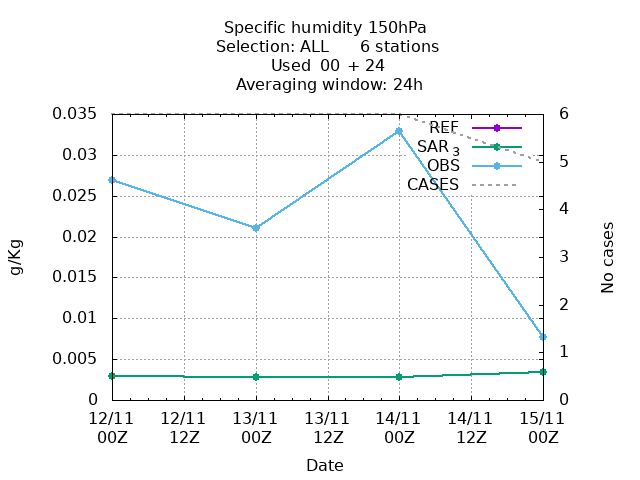 Specific humidity 150hPa
Selection: ALL 6 stations
Used 00 + 24
Averaging window: 24h
0.035 6
REF
SAR 3
0.03 5
OBS
CASES
0.025 4
0.02
g/Kg 3 No cases
0.015
2
0.01
0.005 1
0 0
12/11 12/11 13/11 13/11 14/11 14/11 15/11
00Z 12Z 00Z 12Z 00Z 12Z 00Z
Date